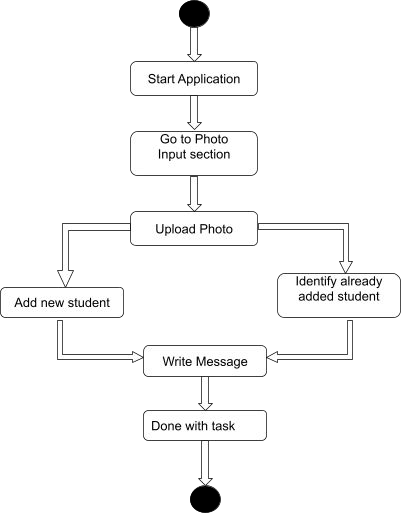 Start Application
Go to Photo
Input section
Upload Photo
Add new student
Identify already
added student
Write Message
Done with task